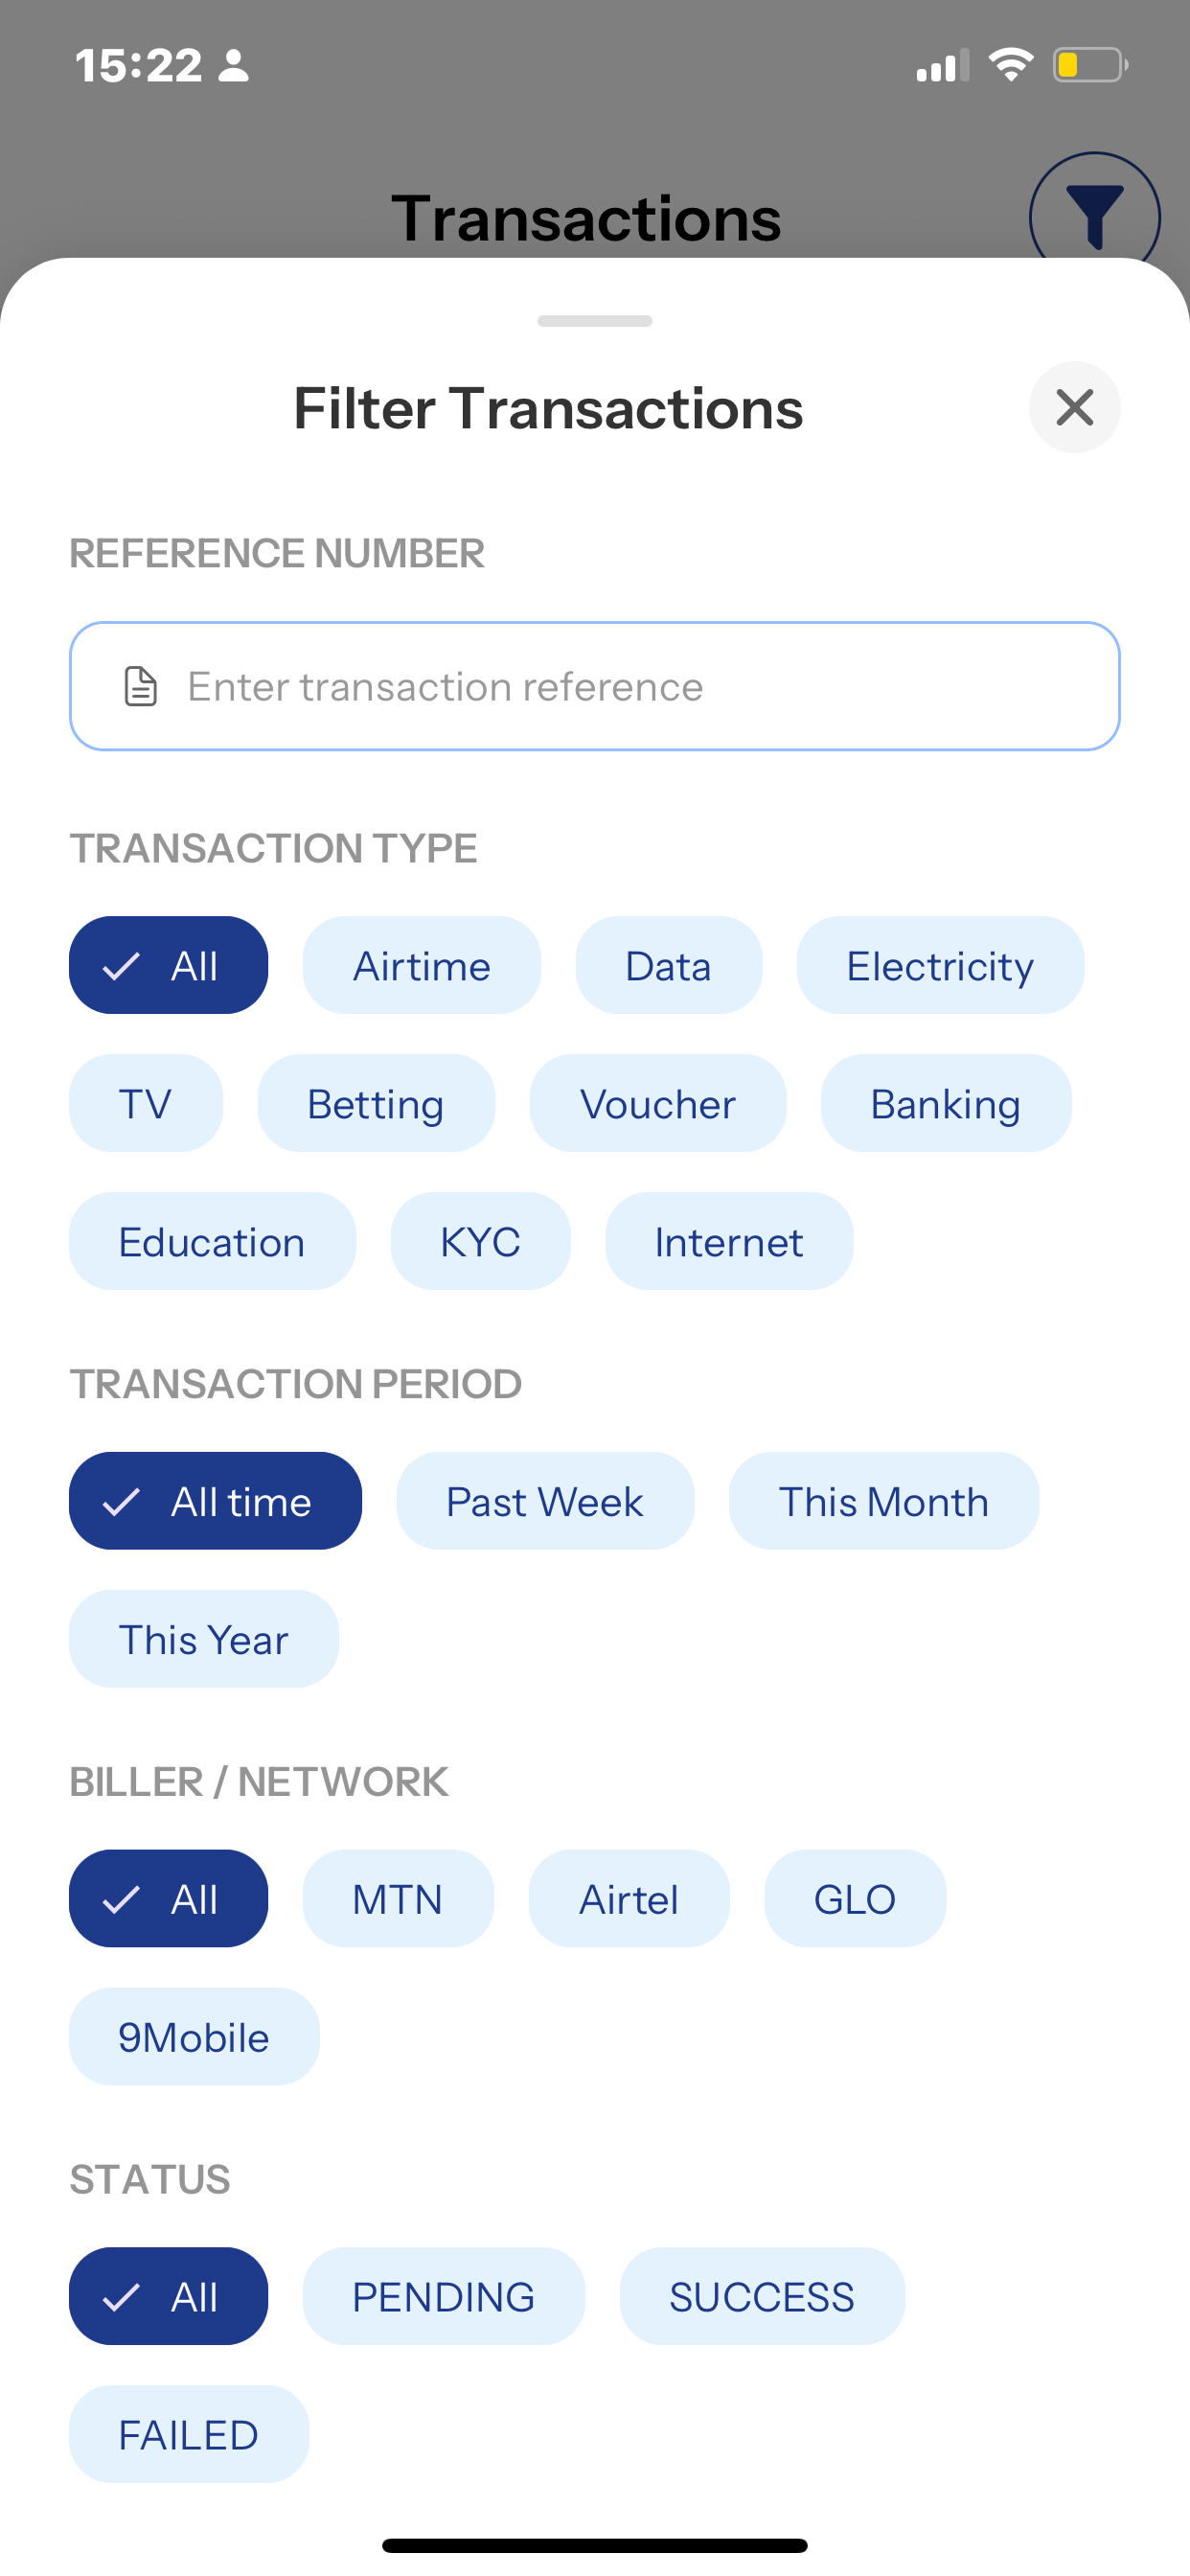 15:22
Transactions
Filter Transactions
REFERENCE NUMBER
Enter transaction reference
TRANSACTION TYPE
All Airtime Data Electricity
TV Betting Voucher Banking
Education KYC Internet
TRANSACTION PERIOD
All time Past Week This Month
This Year
BILLER / NETWORK
All MTN Airtel GLO
9Mobile
STATUS
All PENDING SUCCESS
FAILED